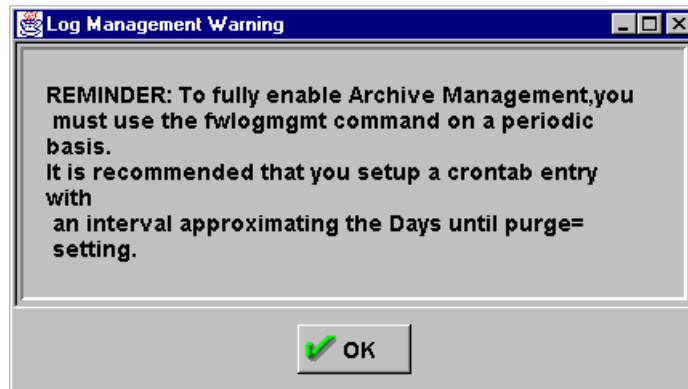 Log Management Warning
REMINDER: To fully enable Archive Management,you
must use the fwlogmgmt command on a periodic
basis.
It is recommended that you setup a crontab entry
with
an interval approximating the Days until purge=
setting.
OK